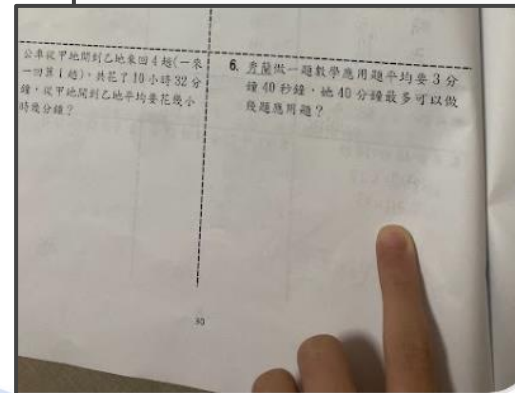 公車從甲地開到乙地來回4趟(一來
一回算1趟)，共花了10小時32分
鐘，從甲地開到乙地平均要花幾小
時幾分鐘？
6. 秀蘭做一題數學應用題平均要3分
鐘40秒鐘，她40分鐘最多可以做
幾題應用題？
80